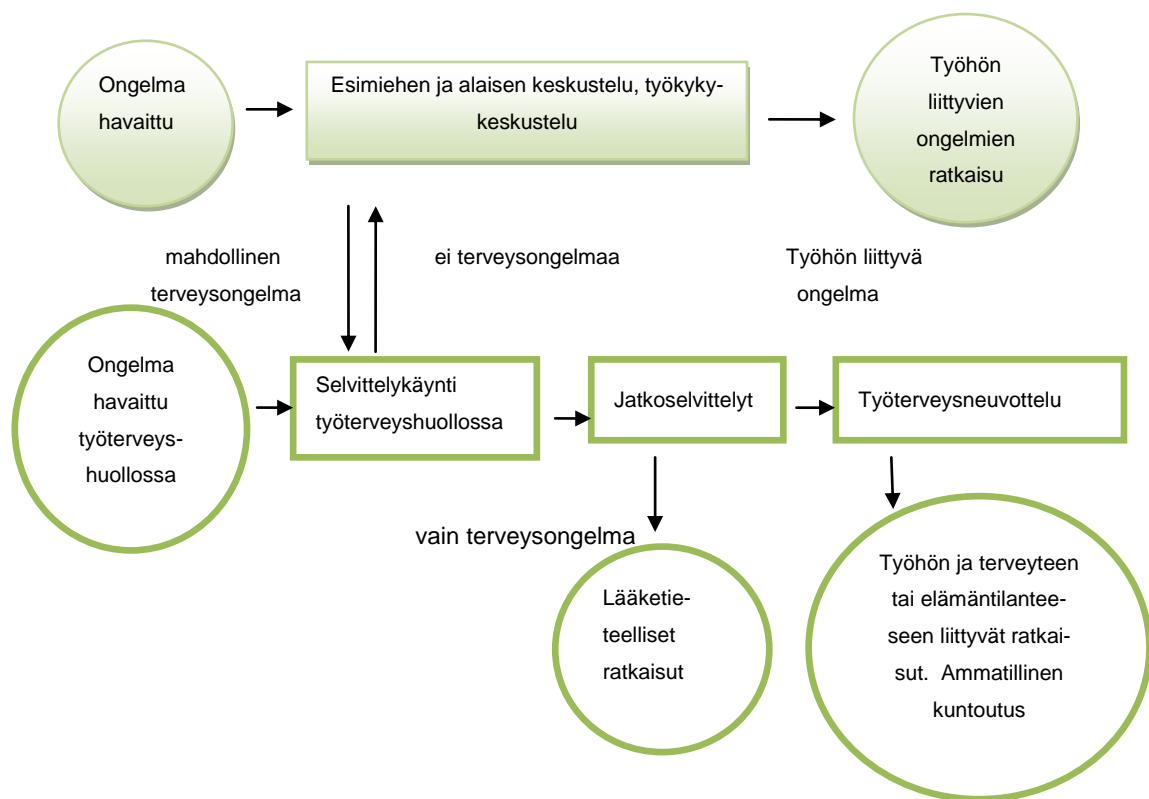 Ongelma
havaittu
Esimiehen ja alaisen keskustelu, työkyky-
keskustelu
Työhön
liittyvien
ongelmien
ratkaisu
mahdollinen
terveysongelma
ei terveysongelmaa
Työhön liittyvä
ongelma
Ongelma
havaittu
työterveys-
huollossa
Selvittelykäynti
työterveyshuollossa
Jatkoselvittelyt
Työterveysneuvottelu
vain terveysongelma
Lääketie-
teelliset
ratkaisut
Työhön ja terveyteen
tai elämäntilantee-
seen liittyvät ratkai-
sut. Ammatillinen
kuntoutus